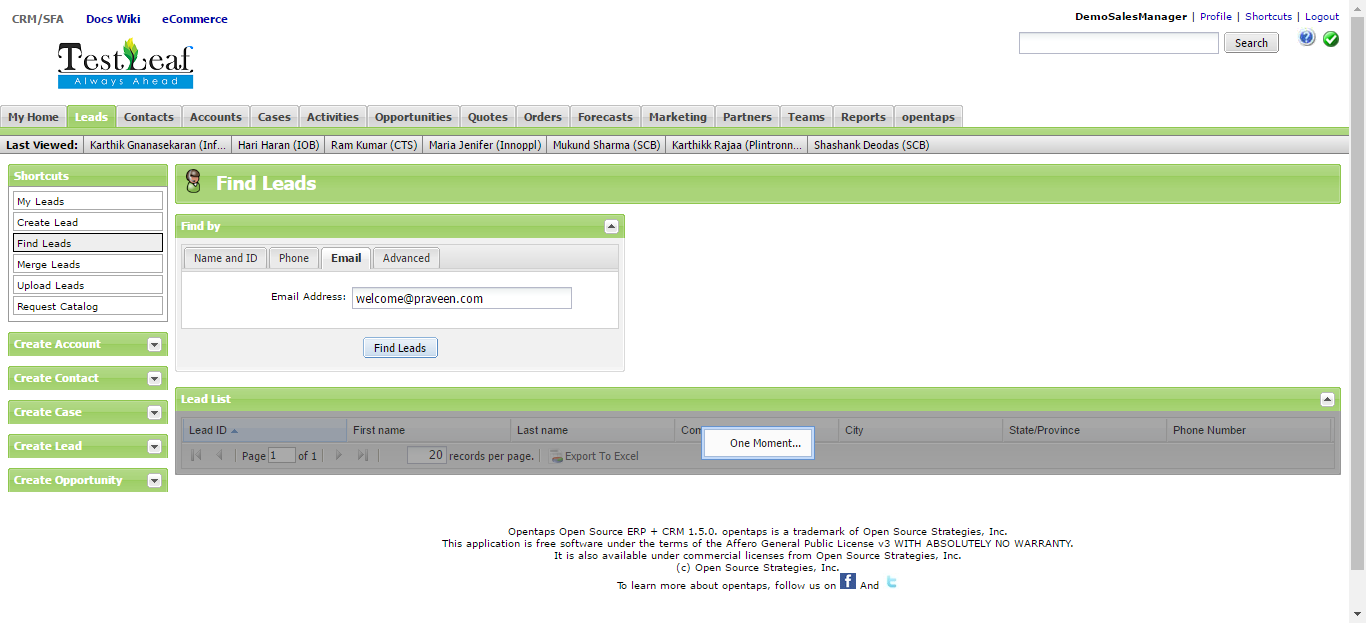 CRM/SFA Docs Wiki eCommerce
DemoSalesManager | Profile | Shortcuts | Logout
TestLeaf
Always Ahead
Search
My Home Leads Contacts Accounts Cases Activities Opportunities Quotes Orders Forecasts Marketing Partners Teams Reports opentaps
Last Viewed: Karthik Gnanasekaran (Inf... Hari Haran (IOB) Ram Kumar (CTS) Maria Jenifer (Innoppl) Mukund Sharma (SCB) Karthikk Rajaa (Plintronn... Shashank Deodas (SCB)
Shortcuts
My Leads
Create Lead
Find Leads
Merge Leads
Upload Leads
Request Catalog
Create Account
Create Contact
Create Case
Create Lead
Create Opportunity
Find Leads
Find by
Name and ID Phone Email Advanced
Email Address: welcome@praveen.com
Find Leads
Lead List
Lead ID First name Last name City State/Province Phone Number
One Moment...
Page 1 of 1 20 records per page. Export To Excel
Opentaps Open Source ERP + CRM 1.5.0. opentaps is a trademark of Open Source Strategies, Inc.
This application is free software under the terms of the Affero General Public License v3 WITH ABSOLUTELY NO WARRANTY.
It is also available under commercial licenses from Open Source Strategies, Inc.
(c) Open Source Strategies, Inc.
To learn more about opentaps, follow us on f And t